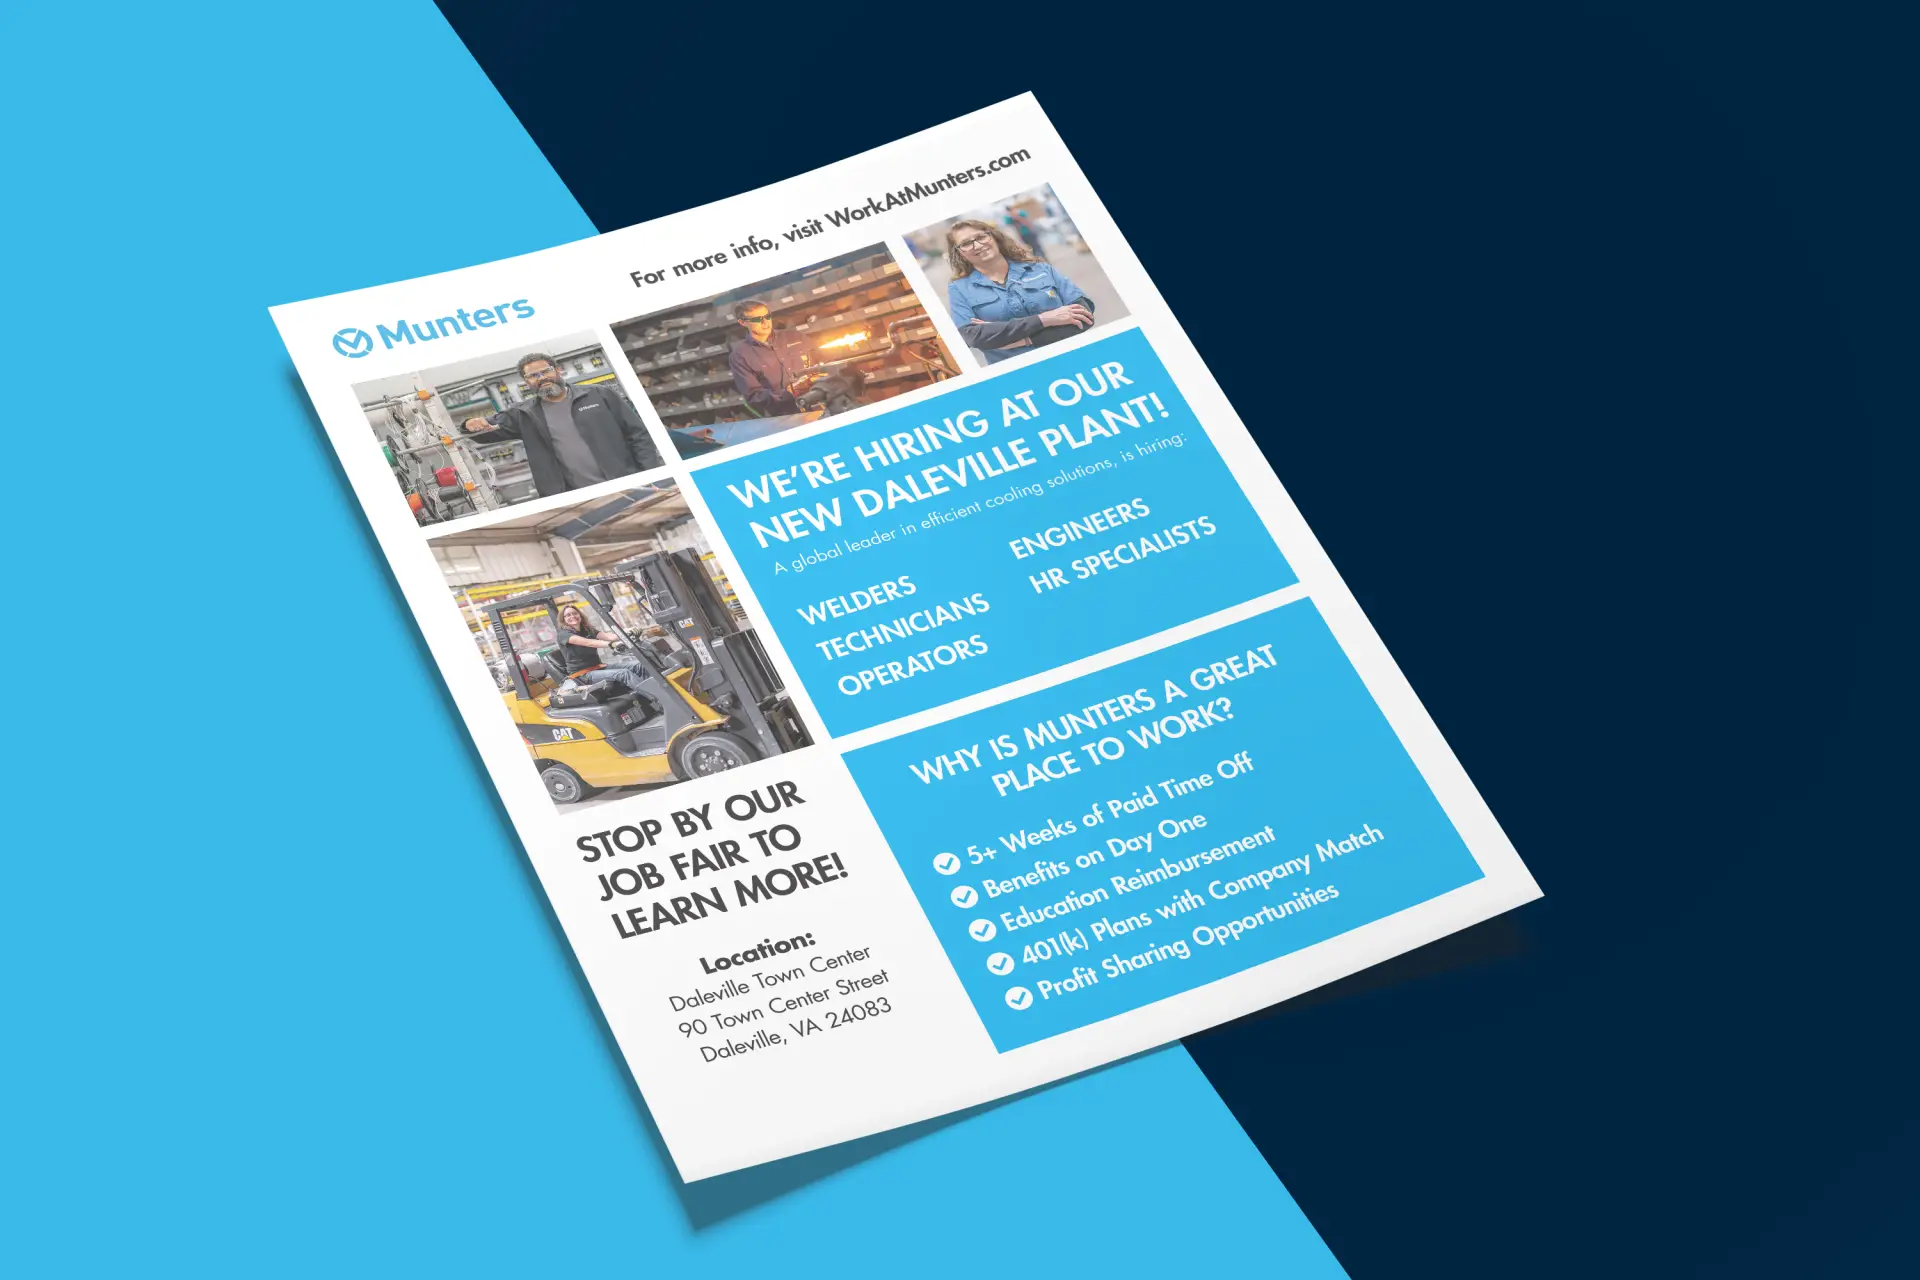 Munters
For more info, visit WorkAtMunters.com
WE'RE HIRING AT OUR
NEW DALEVILLE PLANT!
A global leader in efficient cooling solutions, is hiring:
WELDERS
TECHNICIANS
OPERATORS
ENGINEERS
HR SPECIALISTS
WHY IS MUNTERS A GREAT
PLACE TO WORK?
5+ Weeks of Paid Time Off
Benefits on Day One
Education Reimbursement
401(k) Plans with Company Match
Profit Sharing Opportunities
STOP BY OUR
JOB FAIR TO
LEARN MORE!
Location:
Daleville Town Center
90 Town Center Street
Daleville, VA 24083
Munters
CAT
CAT